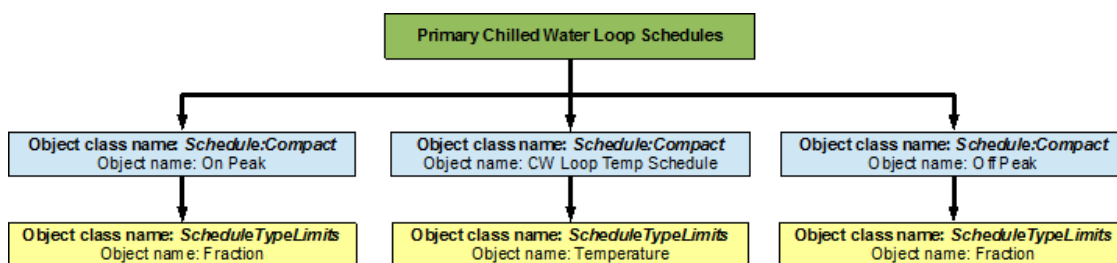 Primary Chilled Water Loop Schedules
Object class name: Schedule:Compact
Object name: On Peak
Object class name: Schedule:Compact
Object name: CW Loop Temp Schedule
Object class name: Schedule:Compact
Object name: Off Peak
Object class name: ScheduleTypeLimits
Object name: Fraction
Object class name: ScheduleTypeLimits
Object name: Temperature
Object class name: ScheduleTypeLimits
Object name: Fraction